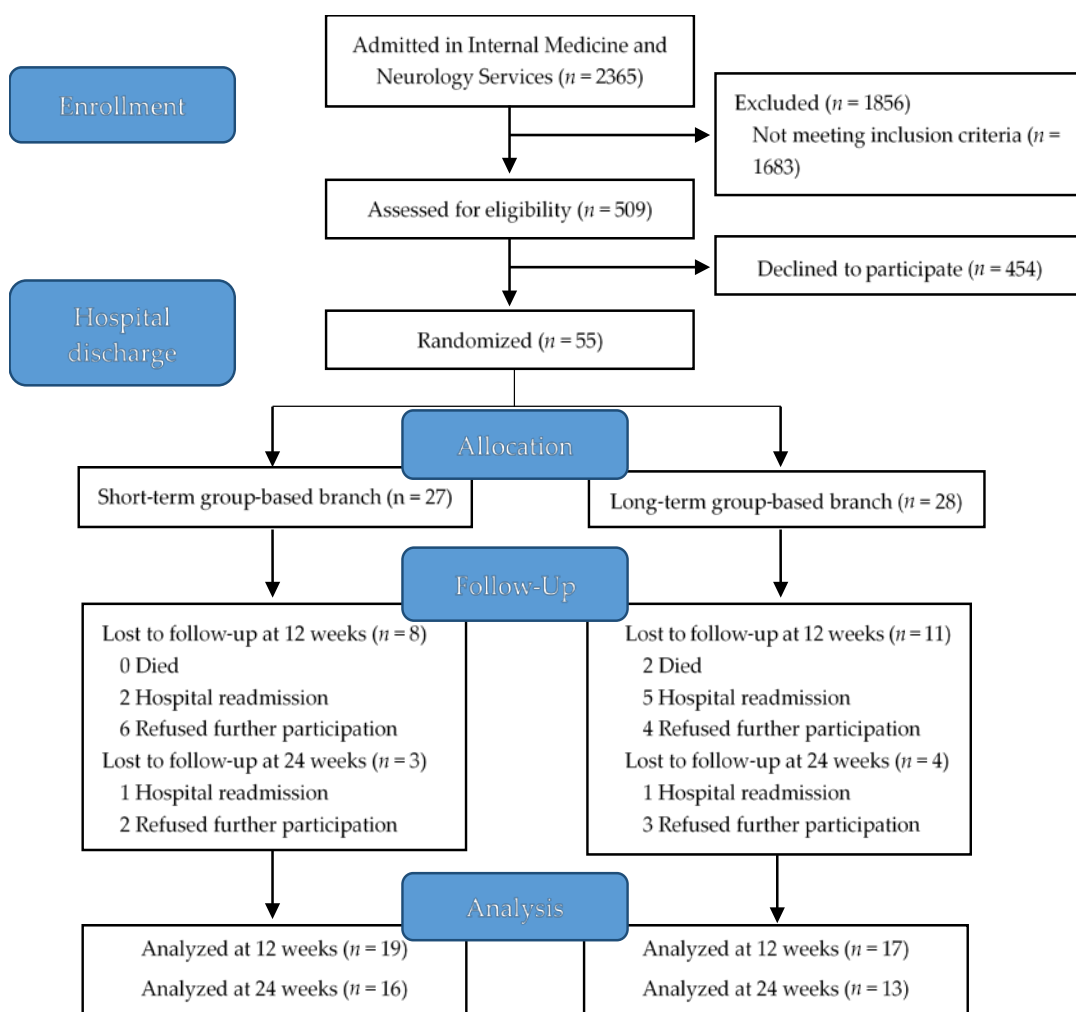 Admitted in Internal Medicine and
Neurology Services (n = 2365)
Enrollment
Excluded (n = 1856)
Not meeting inclusion criteria (n =
1683)
Assessed for eligibility (n = 509)
Declined to participate (n = 454)
Hospital
discharge
Randomized (n = 55)
Allocation
Short-term group-based branch (n = 27)
Long-term group-based branch (n = 28)
Follow-Up
Lost to follow-up at 12 weeks (n = 8)
0 Died
2 Hospital readmission
6 Refused further participation
Lost to follow-up at 24 weeks (n = 3)
1 Hospital readmission
2 Refused further participation
Lost to follow-up at 12 weeks (n = 11)
2 Died
5 Hospital readmission
4 Refused further participation
Lost to follow-up at 24 weeks (n = 4)
1 Hospital readmission
3 Refused further participation
Analysis
Analyzed at 12 weeks (n = 19)
Analyzed at 24 weeks (n = 16)
Analyzed at 12 weeks (n = 17)
Analyzed at 24 weeks (n = 13)